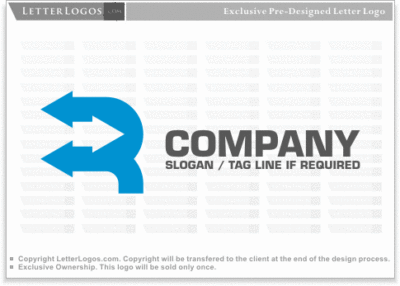 LETTERLOGOS.COM
Exclusive Pre-Designed Letter Logo
R COMPANY
SLOGAN / TAG LINE IF REQUIRED
Copyright LetterLogos.com. Copyright will be transfered to the client at the end of the design process.
Exclusive Ownership. This logo will be sold only once.